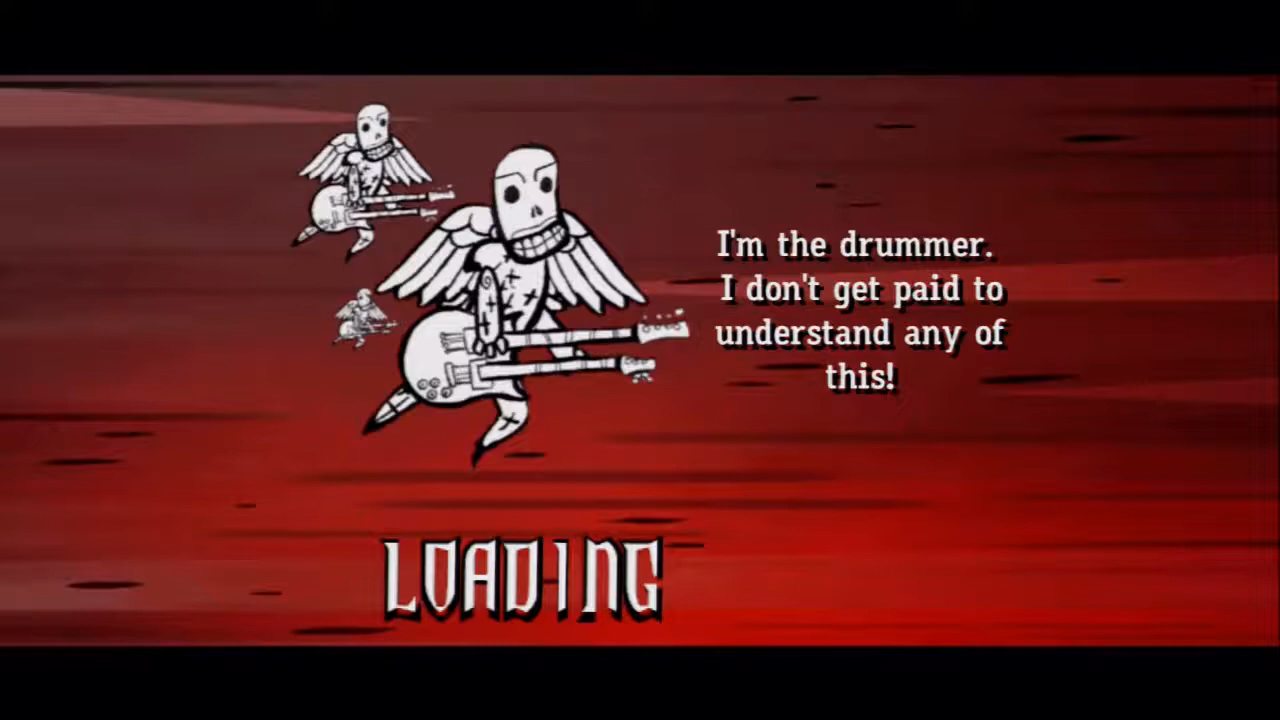 I'm the drummer.
I don't get paid to
understand any of
this!
LOADING